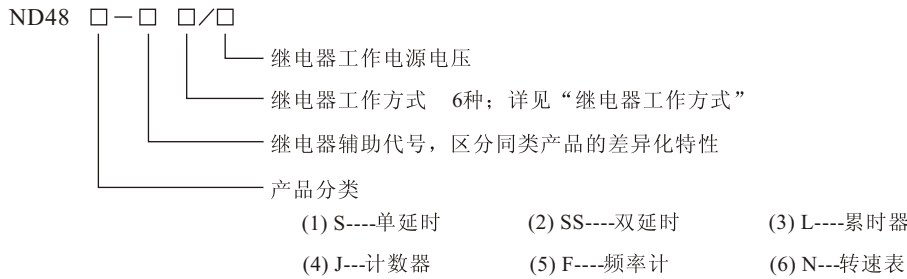 ND48 □－□ □／□
继电器工作电源电压
继电器工作方式 6种；详见“继电器工作方式”
继电器辅助代号，区分同类产品的差异化特性
产品分类
(1) S----单延时 (2) SS----双延时 (3) L----累时器
(4) J---计数器 (5) F----频率计 (6) N---转速表